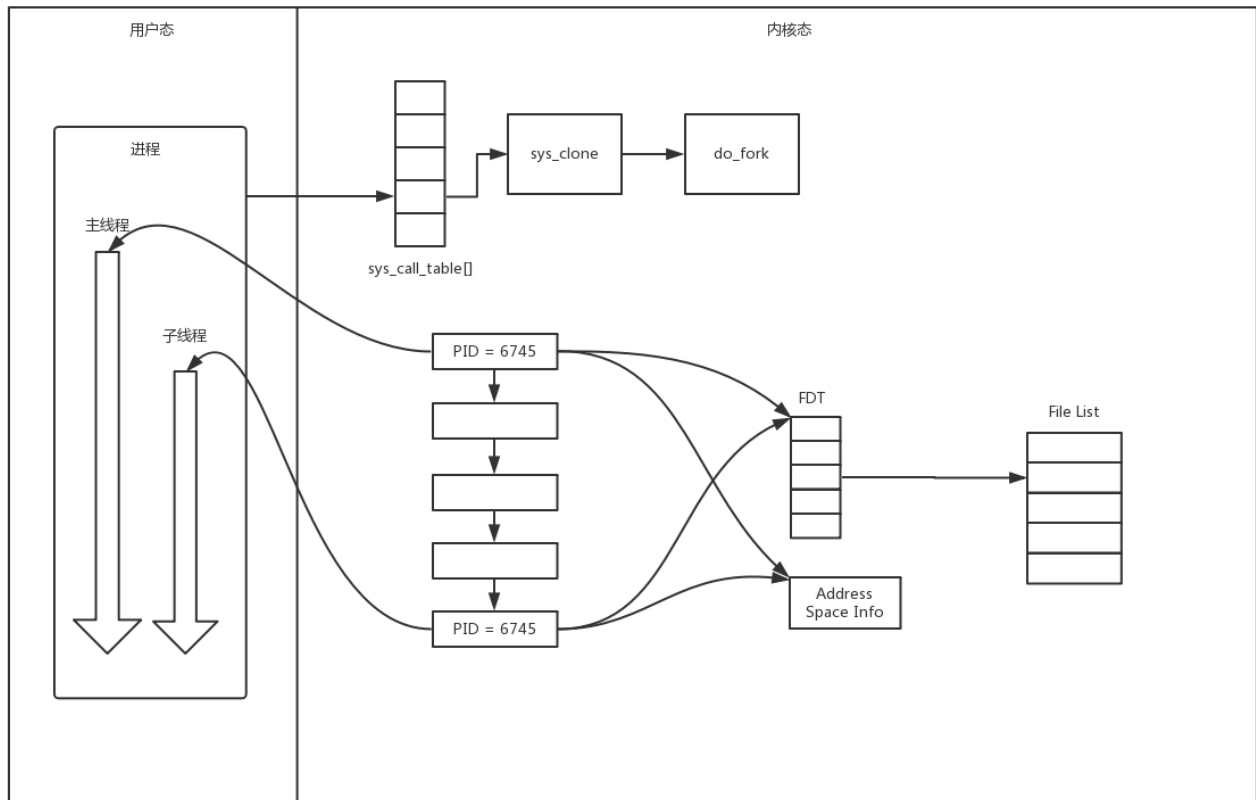 用户态
内核态
进程
sys_clone
do_fork
主线程
sys_call_table[]
子线程
PID = 6745
FDT
File List
Address
Space Info
PID = 6745